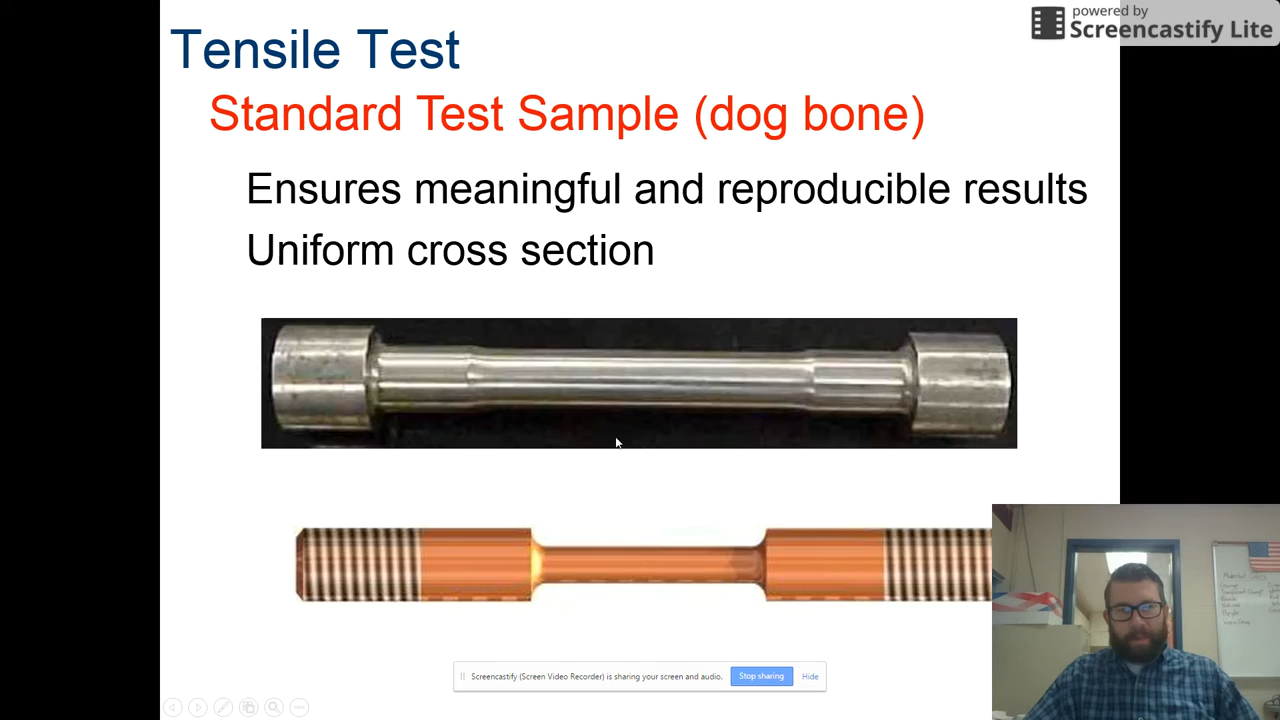 powered by
Screencastify Lite
Tensile Test
Standard Test Sample (dog bone)
Ensures meaningful and reproducible results
Uniform cross section
Screencastify (Screen Video Recorder) is sharing your screen and audio.
Stop sharing
Hide